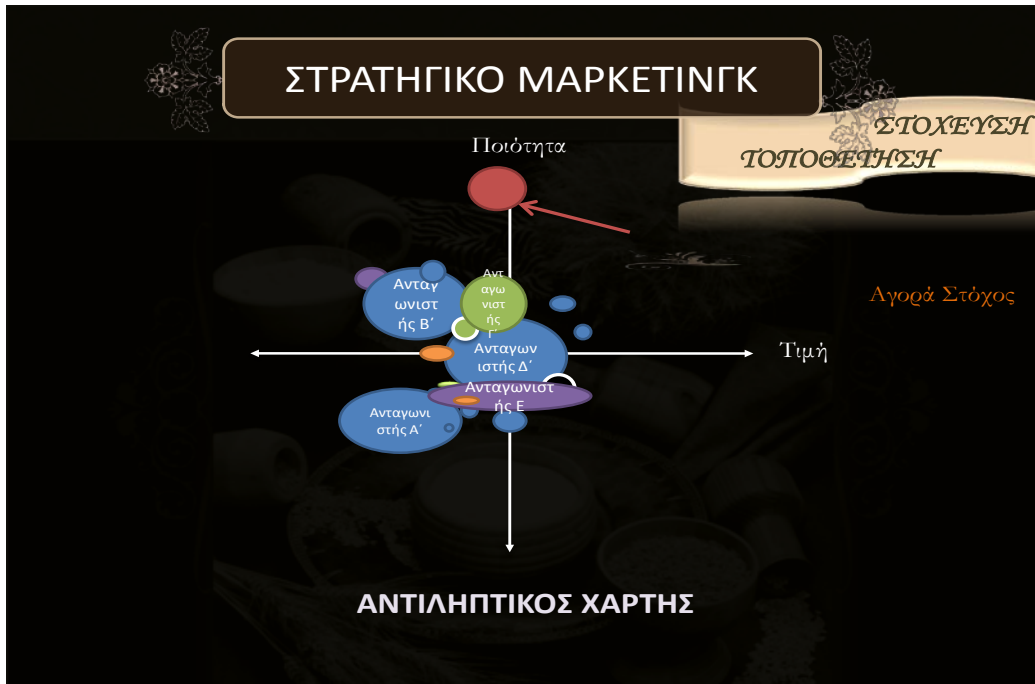 ΣΤΡΑΤΗΓΙΚΟ ΜΑΡΚΕΤΙΝΓΚ
ΣΤΟΧΕΥΣΗ
ΤΟΠΟΘΕΤΗΣΗ
Ποιότητα
Ανταγ
ωνιστ
ής Β΄
Αντ
αγω
νιστ
ής
Γ΄
Αγορά Στόχος
Τιμή
Ανταγων
ιστής Δ΄
Ανταγωνιστ
ής Ε
Ανταγωνι
στής Α΄
ΑΝΤΙΛΗΠΤΙΚΟΣ ΧΑΡΤΗΣ